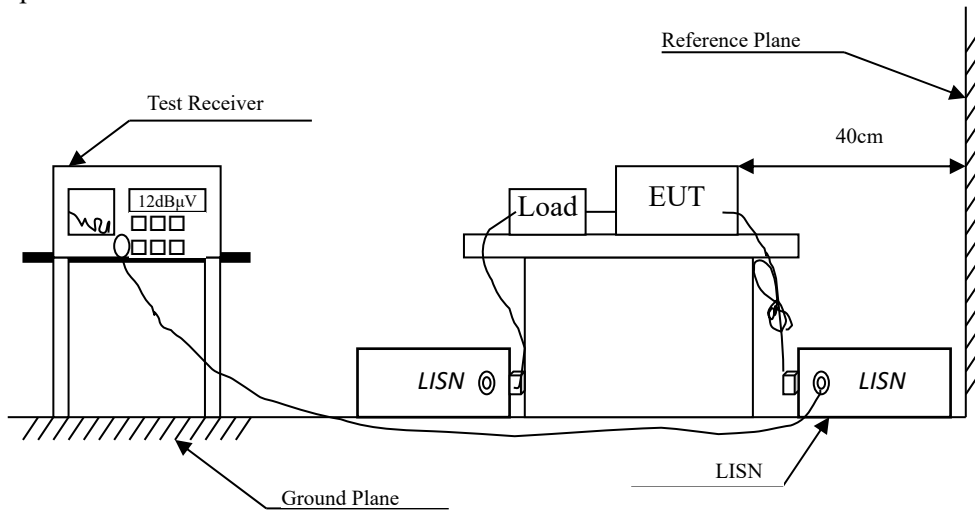 Reference Plane
Test Receiver
40cm
12dBµV
Load
EUT
LISN
LISN
LISN
Ground Plane